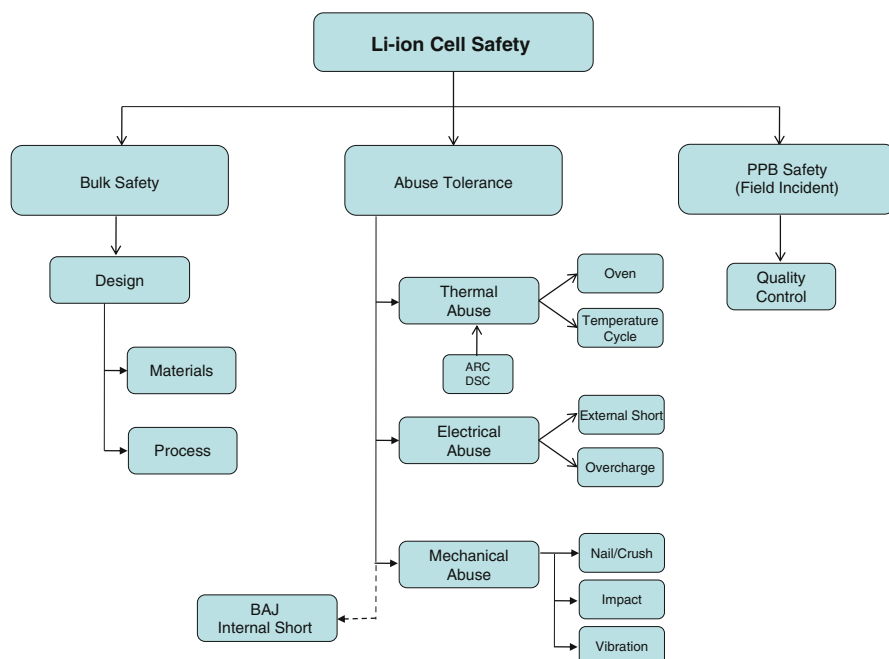 Li-ion Cell Safety
Bulk Safety
Abuse Tolerance
PPB Safety
(Field Incident)
Design
Materials
Process
Thermal
Abuse
Oven
Temperature
Cycle
ARC
DSC
Quality
Control
Electrical
Abuse
External Short
Overcharge
Mechanical
Abuse
Nail/Crush
Impact
Vibration
BAJ
Internal Short